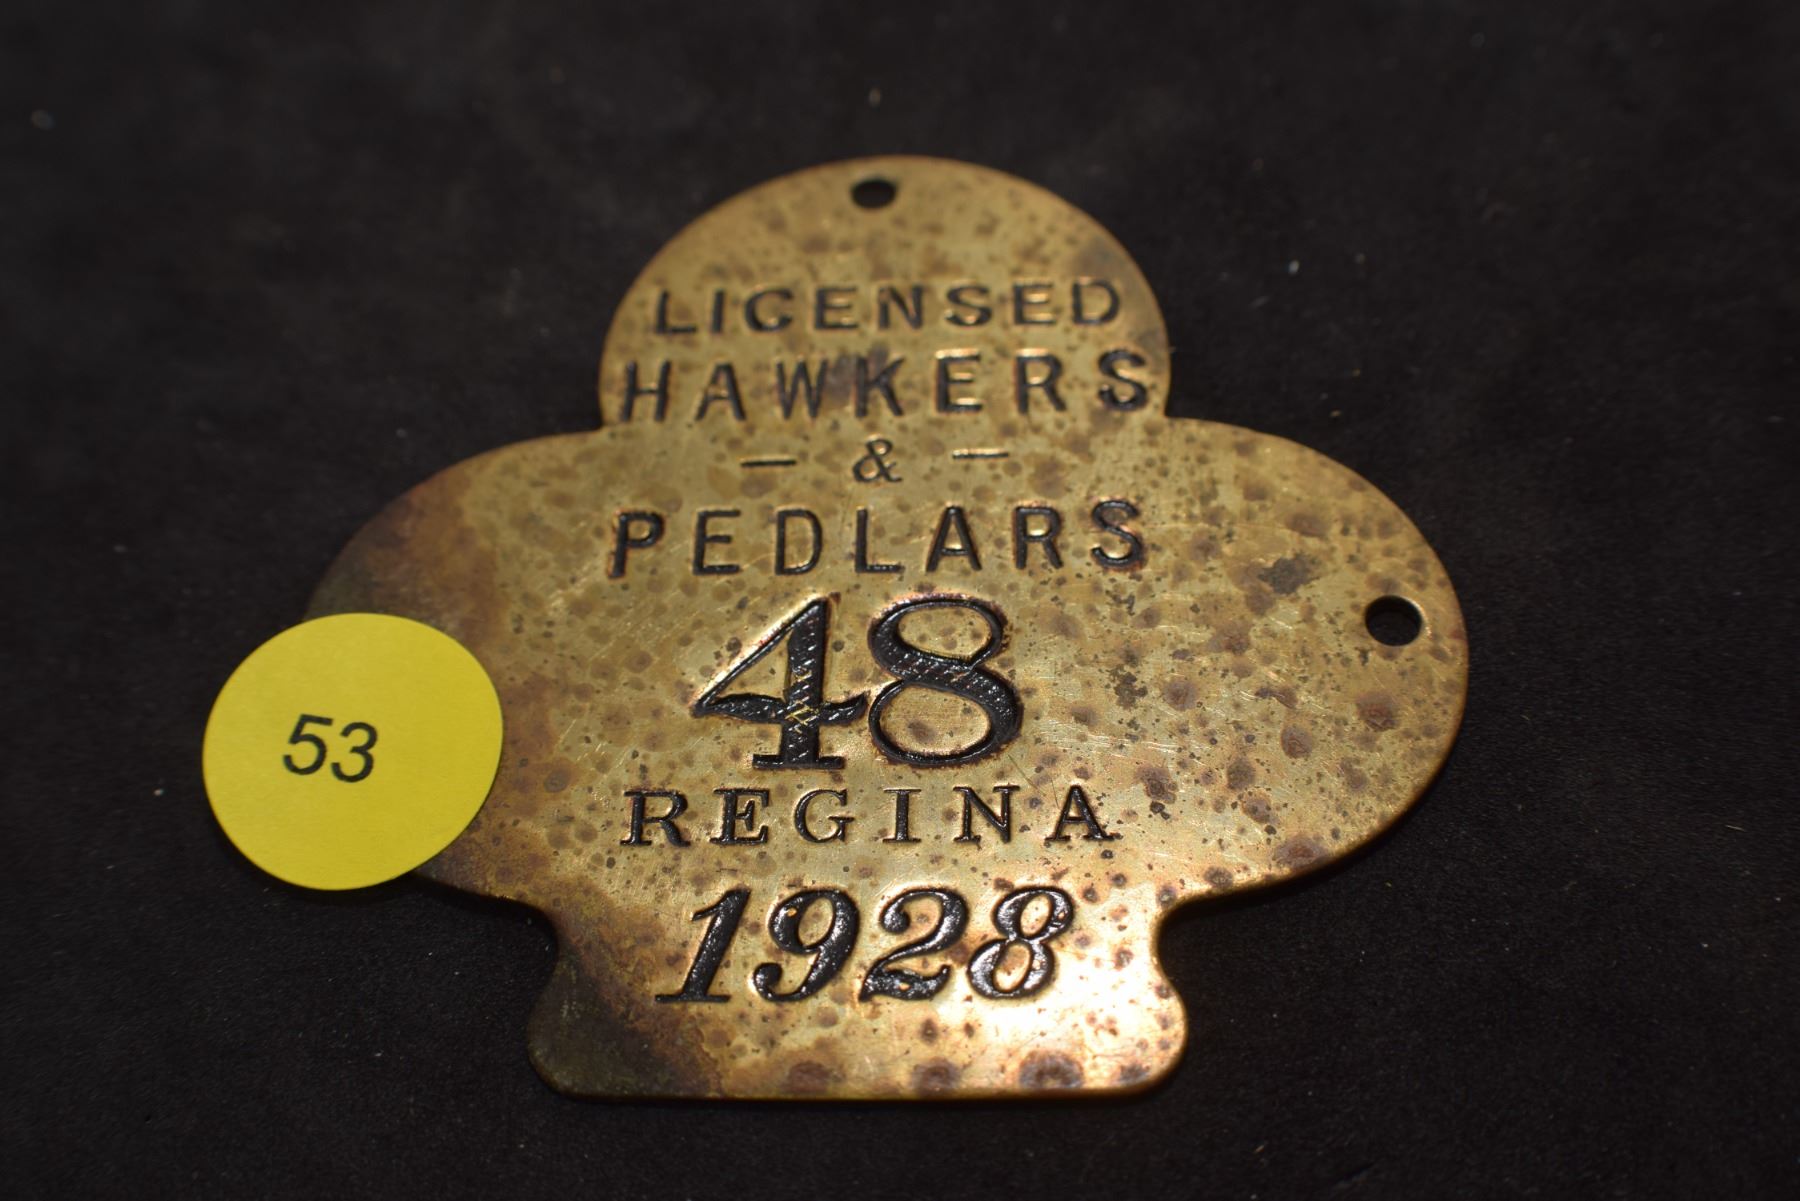 LICENSED
HAWKERS
— & —
PEDLARS
48
REGINA
1928
53